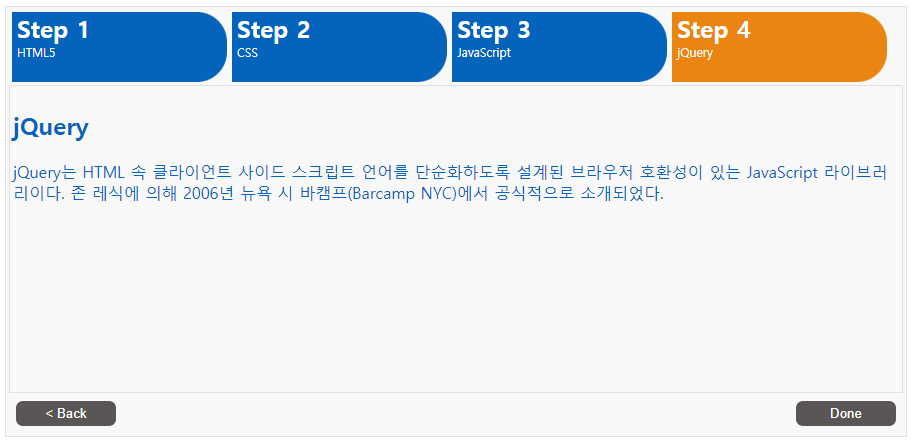 Step 1
HTML5
Step 2
CSS
Step 3
JavaScript
Step 4
jQuery
jQuery
jQuery는 HTML 속 클라이언트 사이드 스크립트 언어를 단순화하도록 설계된 브라우저 호환성이 있는 JavaScript 라이브러
리이다. 존 레식에 의해 2006년 뉴욕 시 바캠프(Barcamp NYC)에서 공식적으로 소개되었다.
< Back
Done